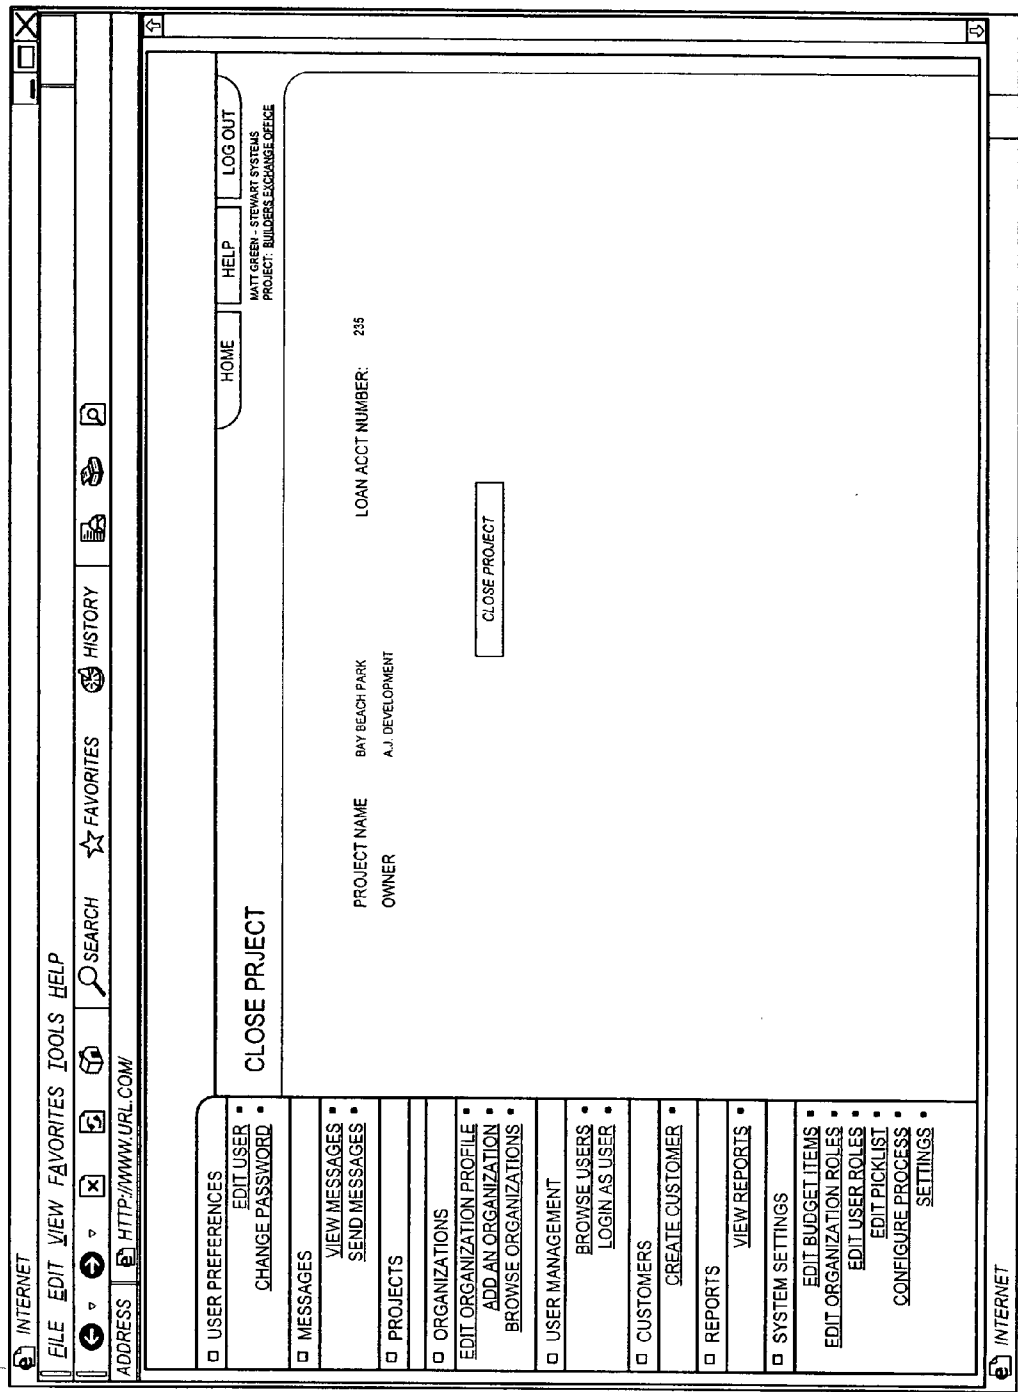 INTERNET
FILE EDIT VIEW FAVORITES TOOLS HELP
SEARCH FAVORITES HISTORY
ADDRESS HTTP://WWW.URL.COM/
HOME HELP LOG OUT
MATT GREEN - STEWART SYSTEMS
PROJECT: BUILDERS EXCHANGE OFFICE
USER PREFERENCES
EDIT USER
CHANGE PASSWORD
MESSAGES
VIEW MESSAGES
SEND MESSAGES
PROJECTS
ORGANIZATIONS
EDIT ORGANIZATION PROFILE
ADD AN ORGANIZATION
BROWSE ORGANIZATIONS
USER MANAGEMENT
BROWSE USERS
LOGIN AS USER
CUSTOMERS
CREATE CUSTOMER
REPORTS
VIEW REPORTS
SYSTEM SETTINGS
EDIT BUDGET ITEMS
EDIT ORGANIZATION ROLES
EDIT USER ROLES
EDIT PICKLIST
CONFIGURE PROCESS
SETTINGS
CLOSE PRJECT
PROJECT NAME BAY BEACH PARK LOAN ACCT NUMBER: 235
OWNER A.J. DEVELOPMENT
CLOSE PROJECT
INTERNET